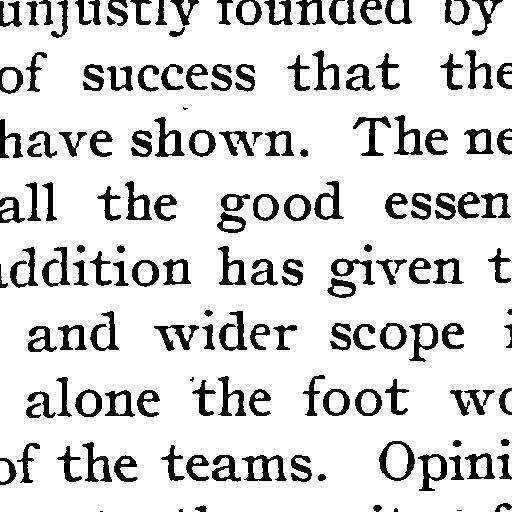 unjustly founded by
of success that the
have shown. The ne
all the good essen
addition has given t
and wider scope i
alone the foot wo
of the teams. Opini